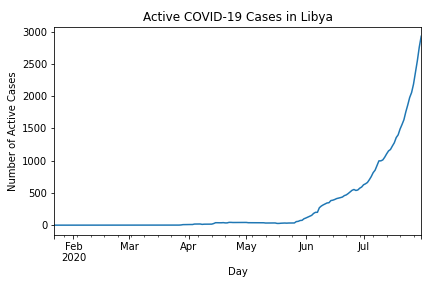 Active COVID-19 Cases in Libya
Number of Active Cases
3000
2500
2000
1500
1000
500
0
Feb Mar Apr May Jun Jul
2020
Day